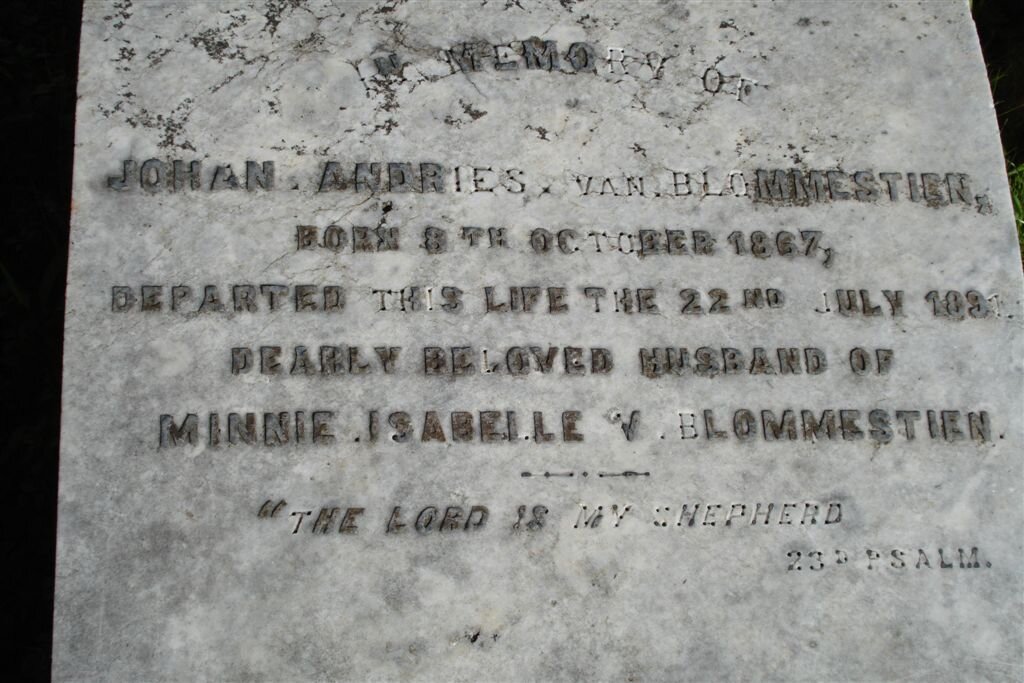 IN MEMORY OF
JOHAN. ANDRIES. VAN. BLOMMESTIEN,
BORN 8TH OCTOBER 1867,
DEPARTED THIS LIFE THE 22ND JULY 1891.
DEARLY BELOVED HUSBAND OF
MINNIE. ISABELLE V. BLOMMESTIEN.
"THE LORD IS MY SHEPHERD
23D PSALM.